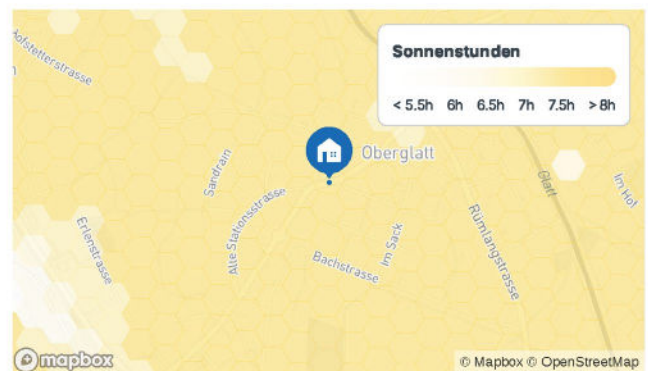 Hofstetterstrasse
Sonnenstunden
< 5.5h 6h 6.5h 7h 7.5h > 8h
Oberglatt
Sandrain
Glatt
Im Hof
Alte Stationsstrasse
Erlenstrasse
Im Sack
Rümlangstrasse
Bachstrasse
mapbox
© Mapbox © OpenStreetMap